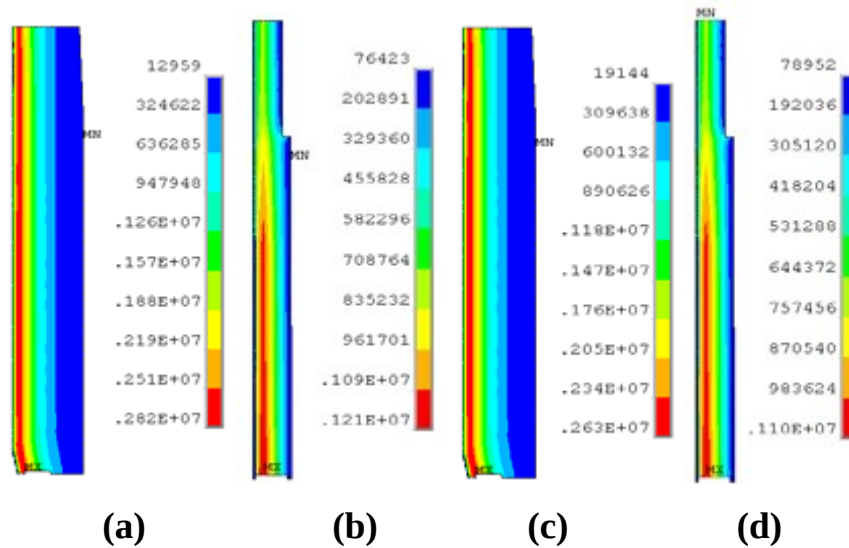 12959
324622
636285
947948
.126E+07
.157E+07
.188E+07
.219E+07
.251E+07
.282E+07
MN
MX
(a)
76423
202891
329360
455828
582296
708764
835232
961701
.109E+07
.121E+07
MN
MX
(b)
19144
309638
600132
890626
.118E+07
.147E+07
.176E+07
.205E+07
.234E+07
.263E+07
MN
MX
(c)
MN
78952
192036
305120
418204
531288
644372
757456
870540
983624
.110E+07
MX
(d)